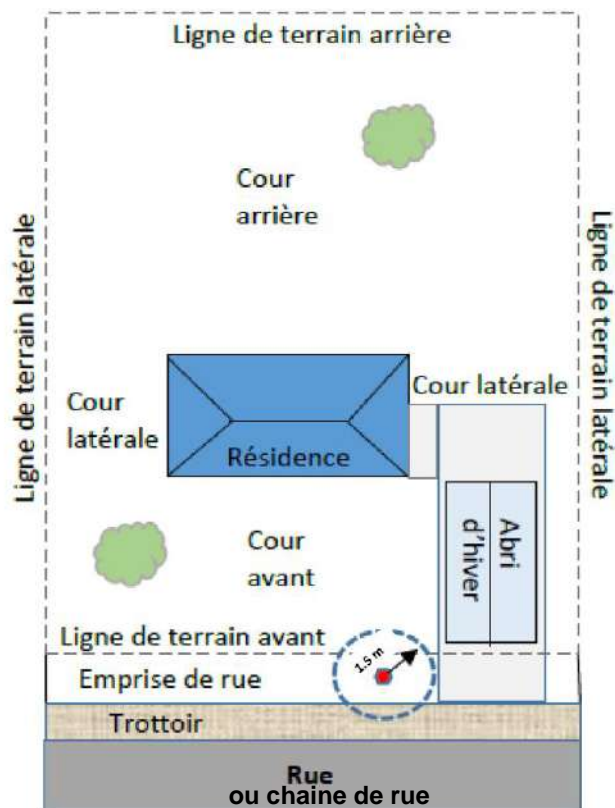 Ligne de terrain arrière
Cour
arrière
Ligne de terrain latérale
Ligne de terrain latérale
Cour latérale
Cour
latérale
Résidence
Abri
d'hiver
Cour
avant
Ligne de terrain avant
1.5 m
Emprise de rue
Trottoir
Rue
ou chaine de rue